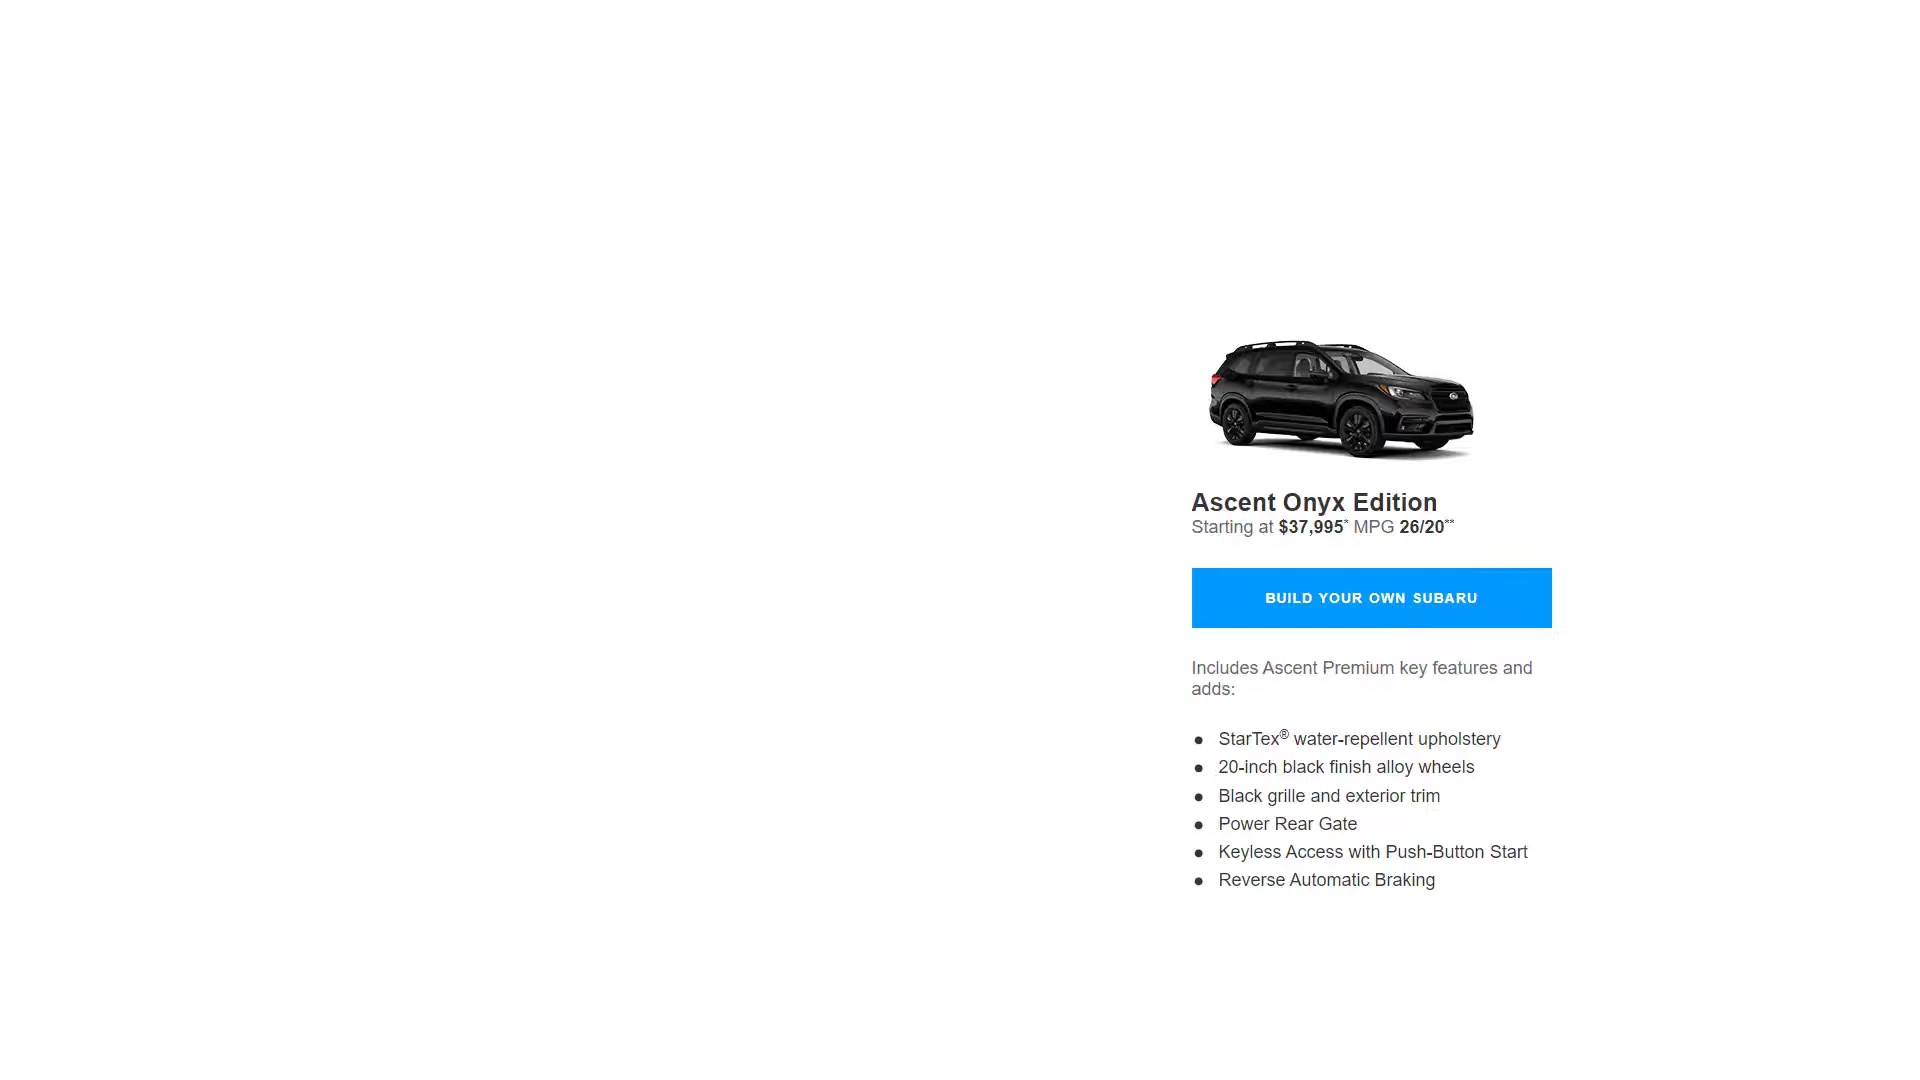 Ascent Onyx Edition
Starting at $37,995* MPG 26/20**
BUILD YOUR OWN SUBARU
Includes Ascent Premium key features and
adds:
● StarTex® water-repellent upholstery
● 20-inch black finish alloy wheels
● Black grille and exterior trim
● Power Rear Gate
● Keyless Access with Push-Button Start
● Reverse Automatic Braking